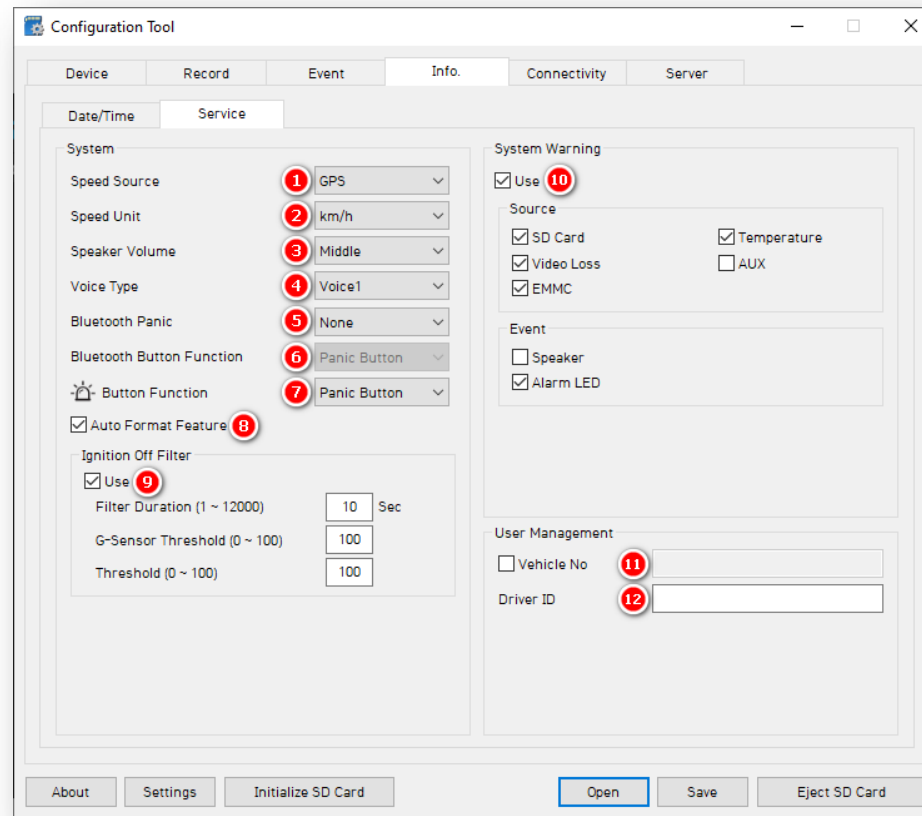 Configuration Tool
Device Record Event Info. Connectivity Server
Date/Time Service
System
Speed Source 1 GPS
Speed Unit 2 km/h
Speaker Volume 3 Middle
Voice Type 4 Voice1
Bluetooth Panic 5 None
Bluetooth Button Function 6 Panic Button
Button Function 7 Panic Button
Auto Format Feature 8
Ignition Off Filter
Use 9
Filter Duration (1 ~ 12000) 10 Sec
G-Sensor Threshold (0 ~ 100) 100
Threshold (0 ~ 100) 100
System Warning
Use 10
Source
SD Card Temperature
Video Loss AUX
EMMC
Event
Speaker
Alarm LED
User Management
Vehicle No 11
Driver ID 12
About Settings Initialize SD Card Open Save Eject SD Card